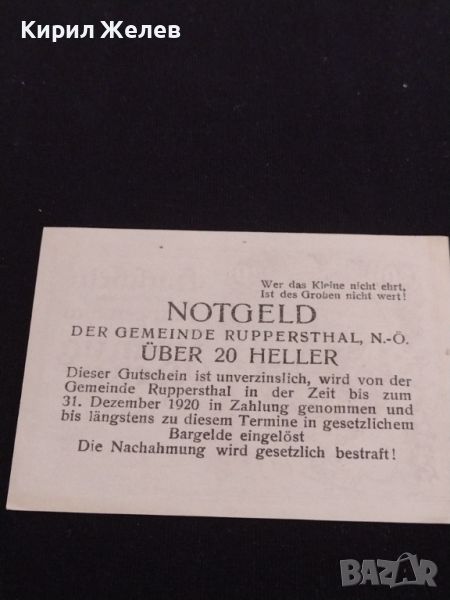 Кирил Желев
Wer das Kleine nicht ehrt,
Ist des Großen nicht wert!
NOTGELD
DER GEMEINDE RUPPERSTHAL, N.-Ö.
ÜBER 20 HELLER
Dieser Gutschein ist unverzinslich, wird von der
Gemeinde Ruppersthal in der Zeit bis zum
31. Dezember 1920 in Zahlung genommen und
bis längstens zu diesem Termine in gesetzlichem
Bargelde eingelöst
Die Nachahmung wird gesetzlich bestraft!
BAZAR